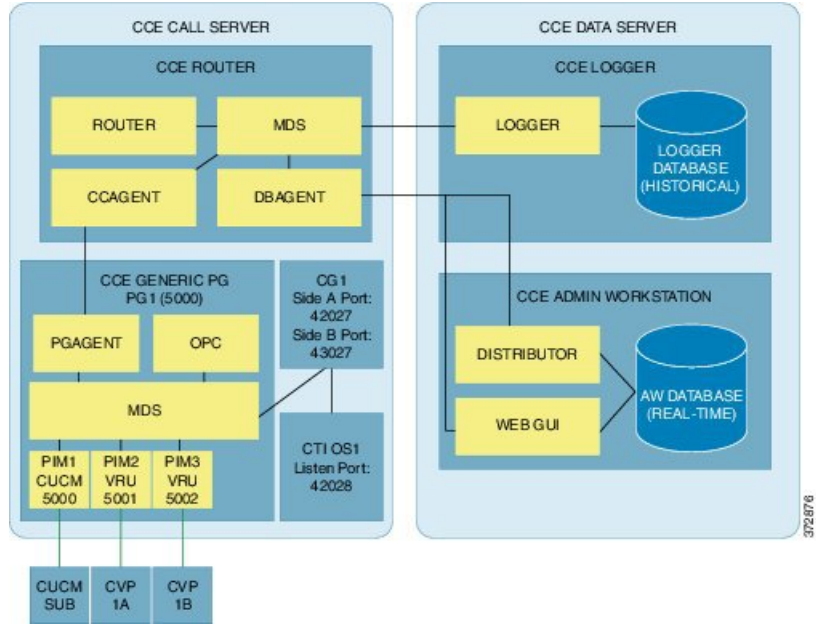 CCE CALL SERVER
CCE ROUTER
ROUTER
MDS
CCAGENT
DBAGENT
CCE GENERIC PG
PG1 (5000)
PGAGENT
OPC
MDS
PIM1
CUCM
5000
PIM2
VRU
5001
PIM3
VRU
5002
CG1
Side A Port:
42027
Side B Port:
43027
CTI OS1
Listen Port:
42028
CUCM
SUB
CVP
1A
CVP
1B
CCE DATA SERVER
CCE LOGGER
LOGGER
LOGGER
DATABASE
(HISTORICAL)
CCE ADMIN WORKSTATION
DISTRIBUTOR
WEB GUI
AW DATABASE
(REAL-TIME)
372876